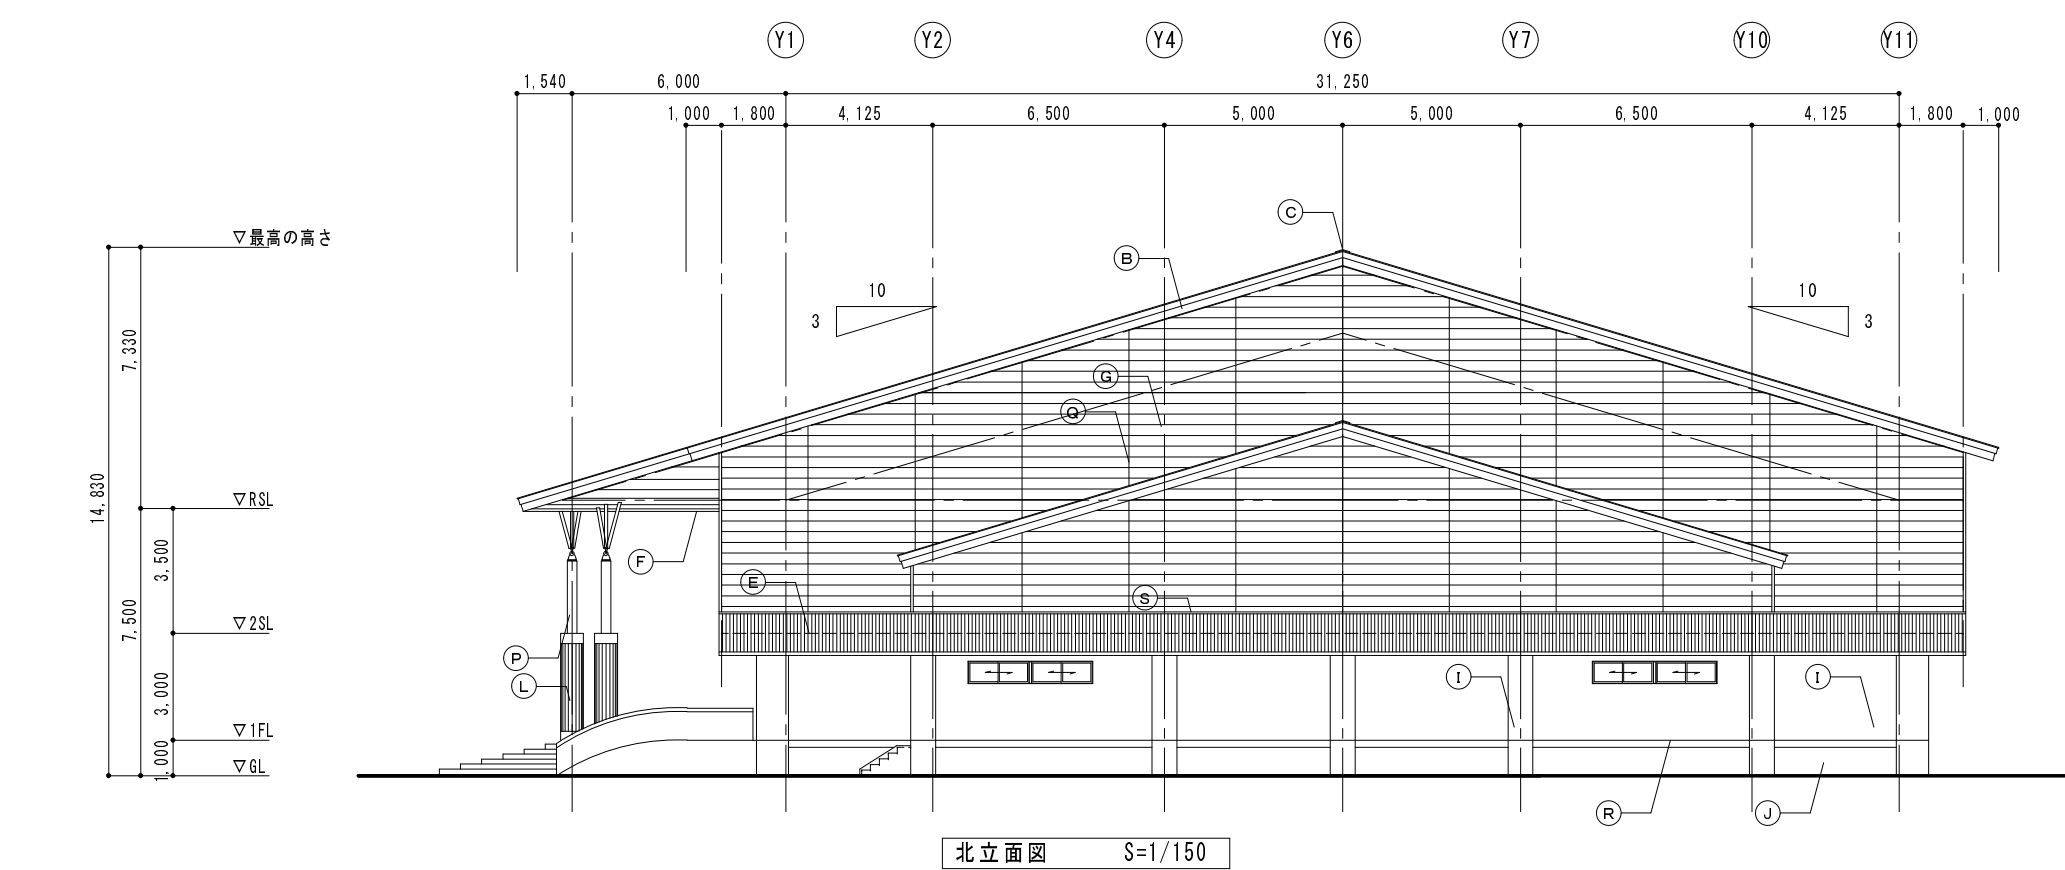 Y1 Y2 Y4 Y6 Y7 Y10 Y11
1,540 6,000 31,250
1,000 1,800 4,125 6,500 5,000 5,000 6,500 4,125 1,800 1,000
C
▽最高の高さ
B
10 10
3 3
7,330
G
Q
14,830
▽RSL
3,500
F
E
S
7,500
▽2SL
P
L
I I
3,000
▽1FL
1,000
▽GL
R J
北立面図 S=1/150